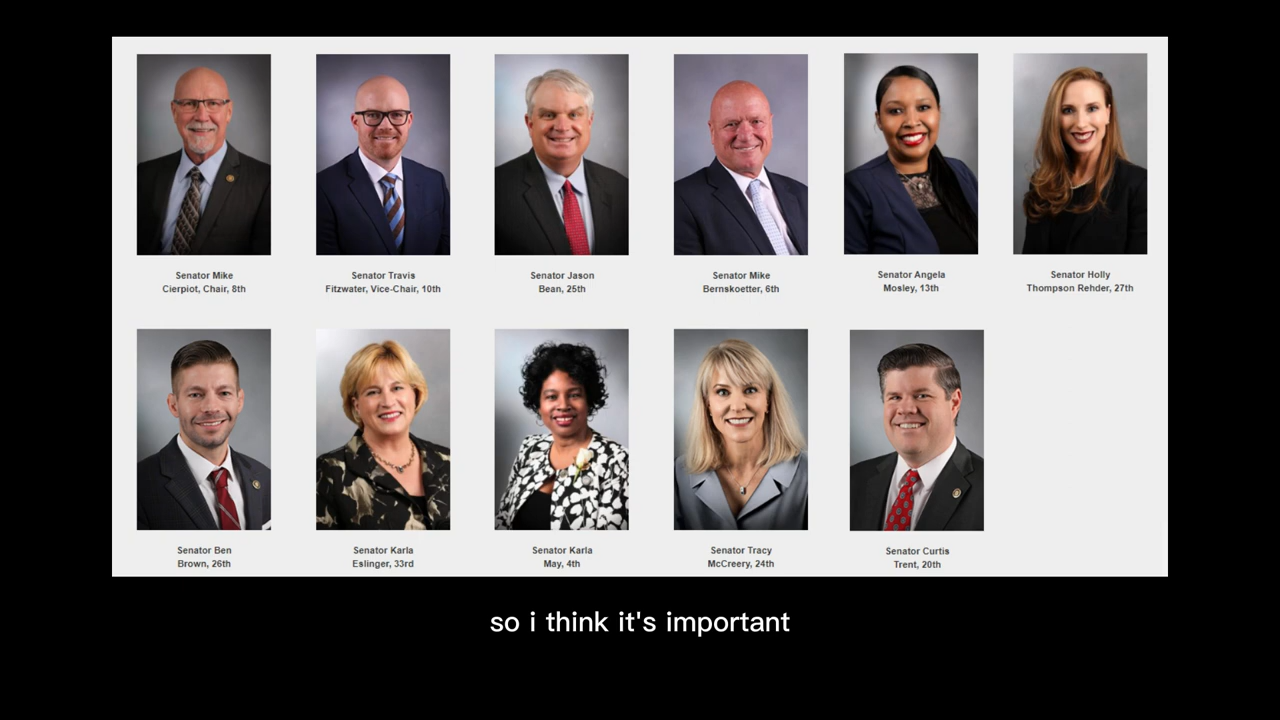 Senator Mike
Cierpiot, Chair, 8th
Senator Travis
Fitzwater, Vice-Chair, 10th
Senator Jason
Bean, 25th
Senator Mike
Bernskoetter, 6th
Senator Angela
Mosley, 13th
Senator Holly
Thompson Rehder, 27th
Senator Ben
Brown, 26th
Senator Karla
Eslinger, 33rd
Senator Karla
May, 4th
Senator Tracy
McCreery, 24th
Senator Curtis
Trent, 20th
so i think it's important